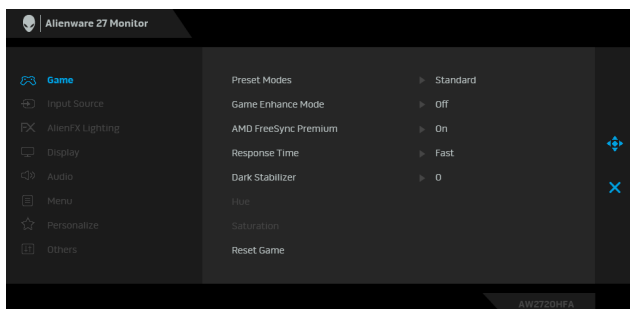 Alienware 27 Monitor
Game
Input Source
FX AlienFX Lighting
Display
Audio
Menu
Personalize
Others
Preset Modes Standard
Game Enhance Mode Off
AMD FreeSync Premium On
Response Time Fast
Dark Stabilizer 0
Hue
Saturation
Reset Game
AW2720HFA